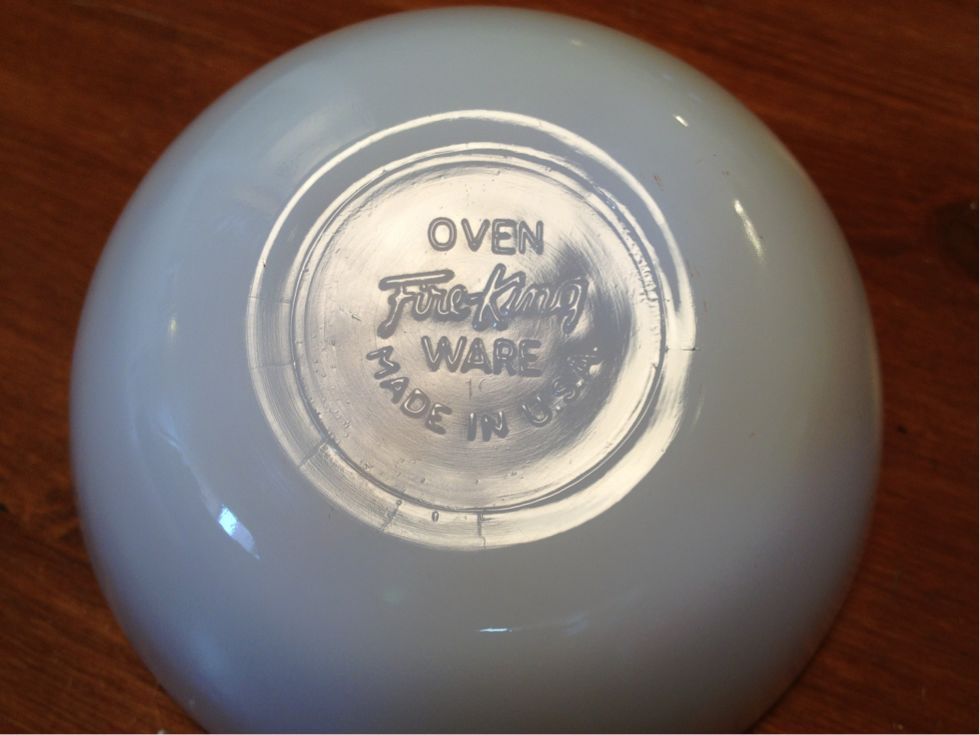 OVEN
Fire-King
WARE
MADE IN U.S.A.